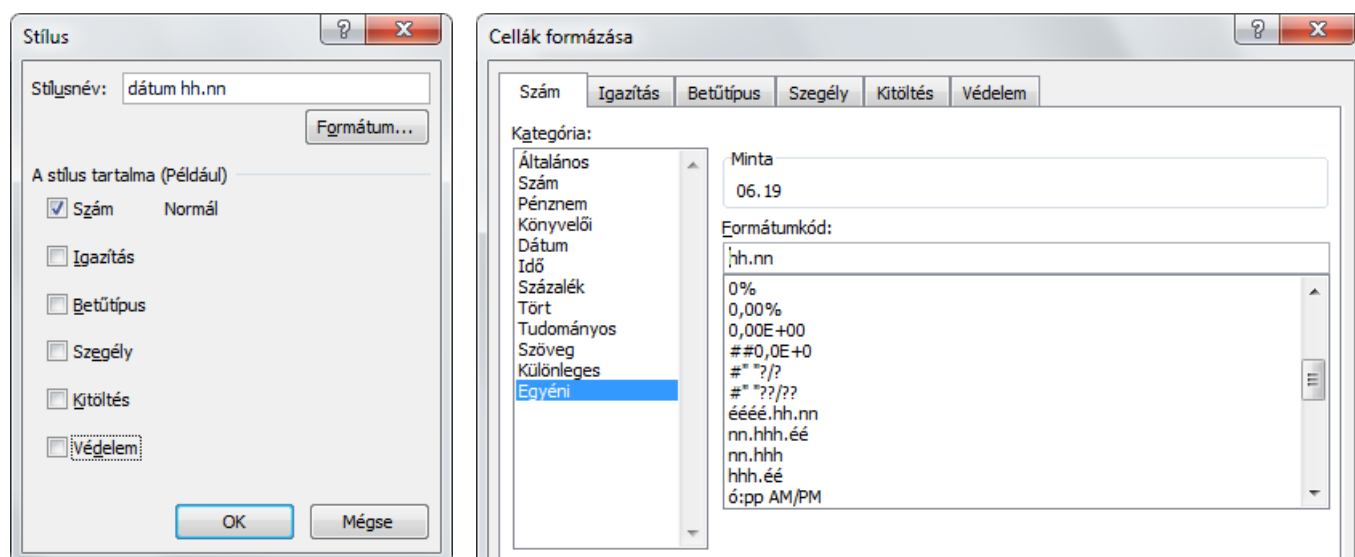 Stílus
Stílusnév: dátum hh.nn
Formátum...
A stílus tartalma (Például)
Szám Normál
Igazítás
Betűtípus
Szegély
Kitöltés
Védelem
OK Mégse
Cellák formázása
Szám Igazítás Betűtípus Szegély Kitöltés Védelem
Kategória:
Általános
Szám
Pénznem
Könyvelői
Dátum
Idő
Százalék
Tört
Tudományos
Szöveg
Különleges
Egyéni
Minta
06.19
Formátumkód:
hh.nn
0%
0,00%
0,00E+00
##0,0E+0
#" "?/?
#" "??/??
éééé.hh.nn
nn.hhh.éé
nn.hhh
hhh.éé
ó:pp AM/PM